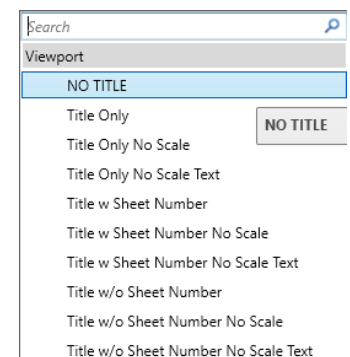 Search
Viewport
NO TITLE
Title Only
NO TITLE
Title Only No Scale
Title Only No Scale Text
Title w Sheet Number
Title w Sheet Number No Scale
Title w Sheet Number No Scale Text
Title w/o Sheet Number
Title w/o Sheet Number No Scale
Title w/o Sheet Number No Scale Text